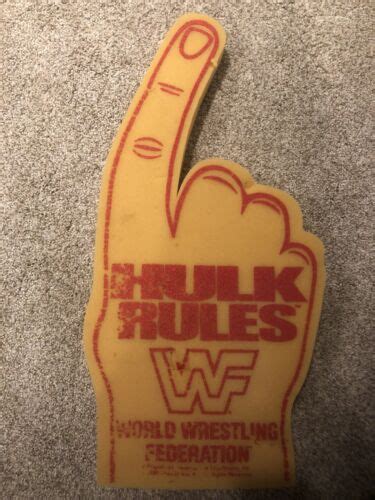 HULK
RULES
WF
WORLD WRESTLING
FEDERATION